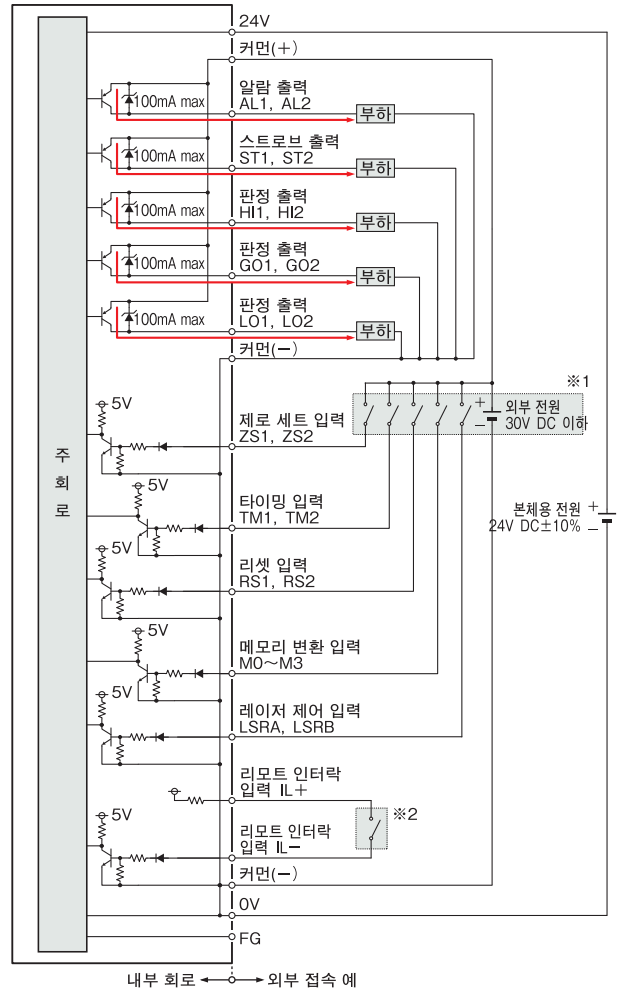 24V
커먼(+)
알람 출력
AL1, AL2
100mA max
부하
스트로브 출력
ST1, ST2
100mA max
부하
판정 출력
HI1, HI2
100mA max
부하
판정 출력
GO1, GO2
100mA max
부하
판정 출력
LO1, LO2
100mA max
부하
커먼(-)
※1
외부 전원
30V DC 이하
+
-
주
회
로
5V
제로 세트 입력
ZS1, ZS2
5V
타이밍 입력
TM1, TM2
본체용 전원
24V DC±10%
+
-
5V
리셋 입력
RS1, RS2
5V
메모리 변환 입력
M0~M3
5V
레이저 제어 입력
LSRA, LSRB
리모트 인터락
입력 IL+
※2
5V
리모트 인터락
입력 IL-
커먼(-)
0V
FG
내부 회로
외부 접속 예